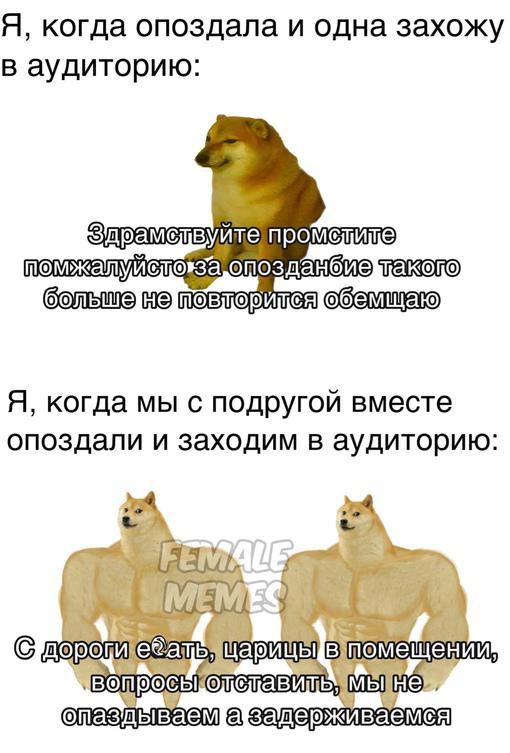 Я, когда опоздала и одна захожу
в аудиторию:
Здрамствуйте промстите
помжалуйсто за опозданбие такого
больше не повторится обемщаю
Я, когда мы с подругой вместе
опоздали и заходим в аудиторию:
FEMALE
MEMES
С дороги ать, царицы в помещении,
вопросы отставить, мы не
опаздываем а задерживаемся